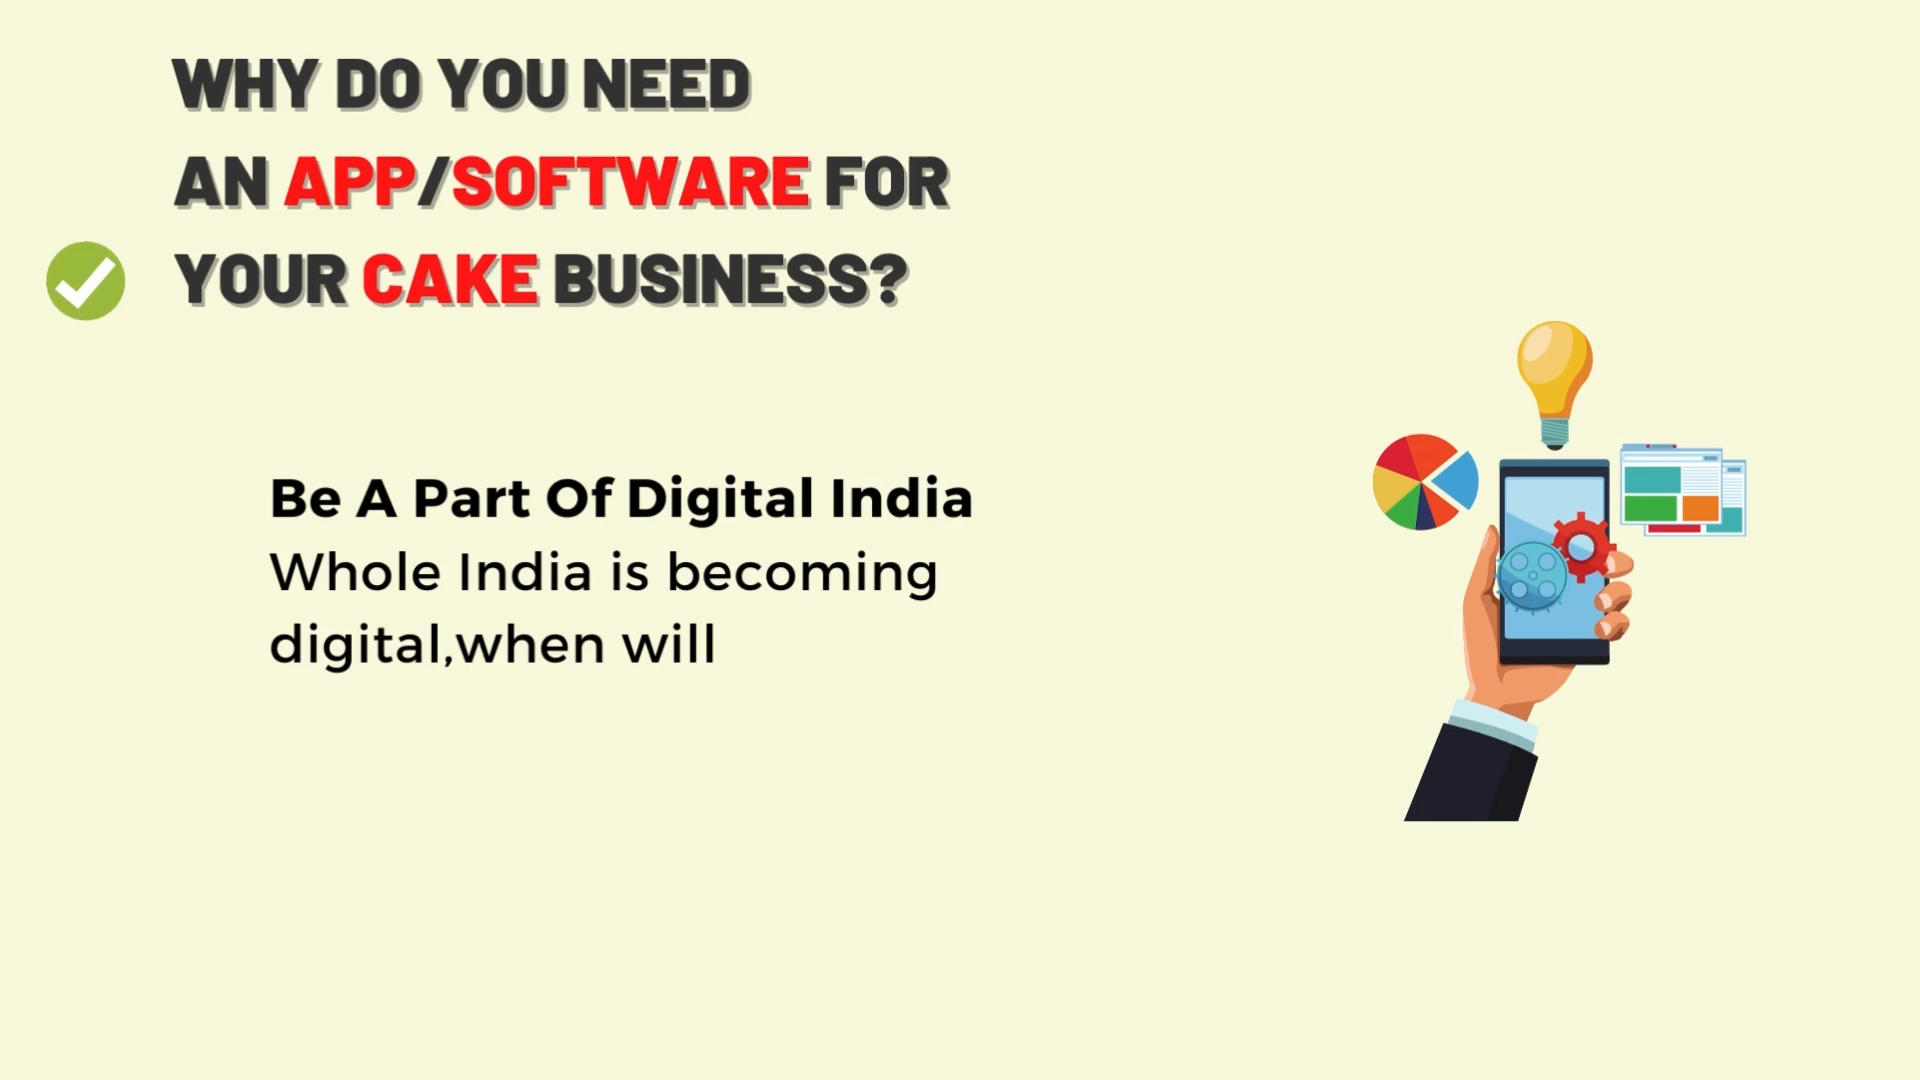 WHY DO YOU NEED
AN APP/SOFTWARE FOR
YOUR CAKE BUSINESS?
Be A Part Of Digital India
Whole India is becoming
digital,when will